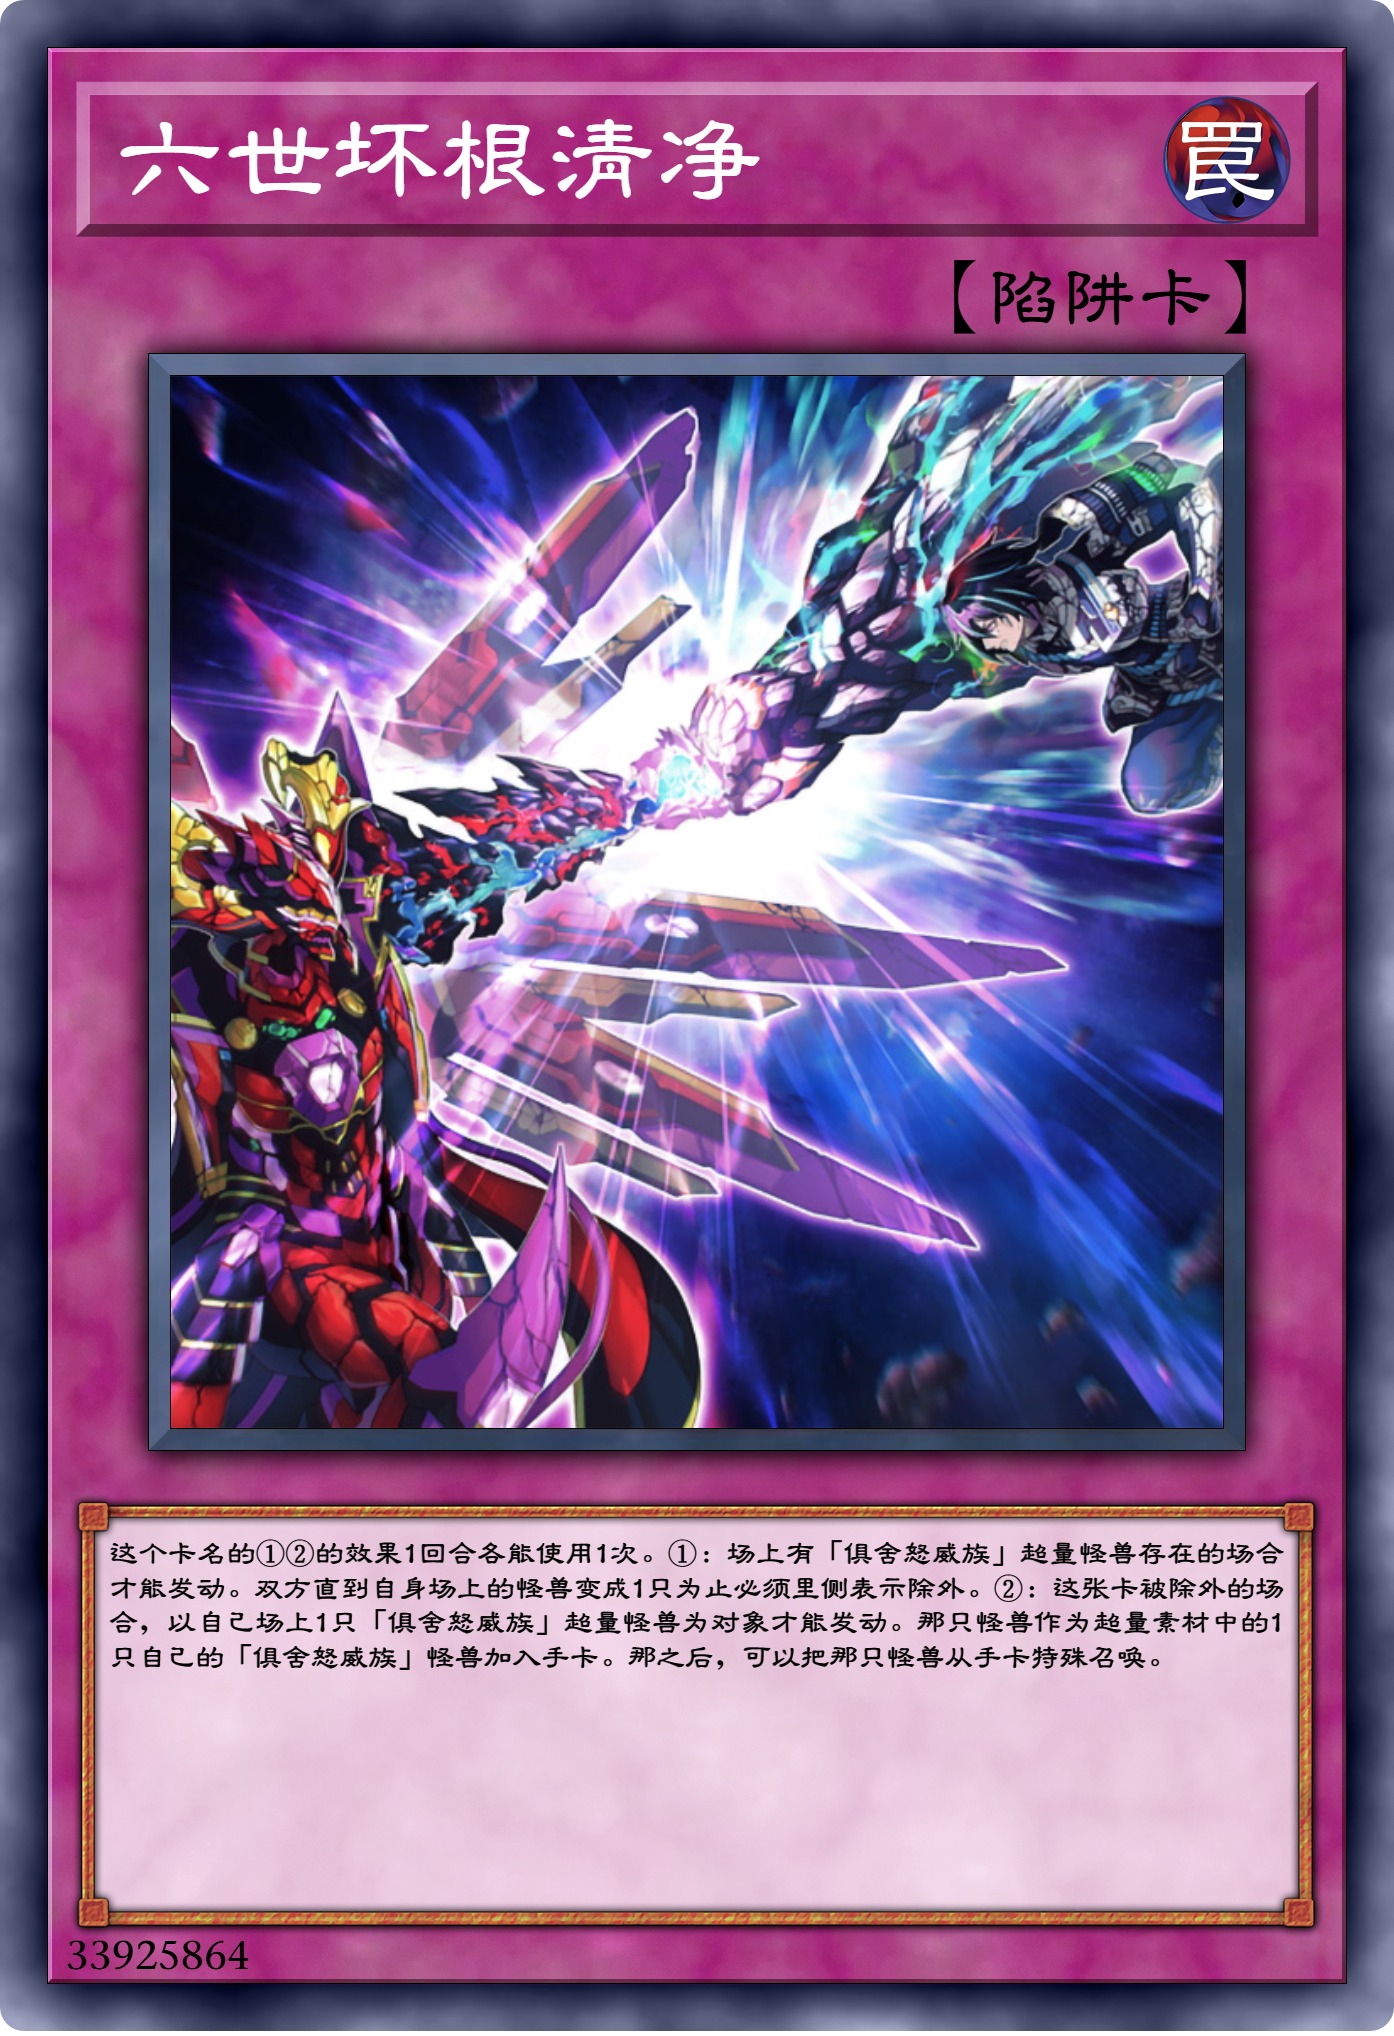 六世坏根清净
罠
【陷阱卡】
这个卡名的①②的效果1回合各能使用1次。①：场上有「俱舍怒威族」超量怪兽存在的场合
才能发动。双方直到自身场上的怪兽变成1只为止必须里侧表示除外。②：这张卡被除外的场
合，以自己场上1只「俱舍怒威族」超量怪兽为对象才能发动。那只怪兽作为超量素材中的1
只自己的「俱舍怒威族」怪兽加入手卡。那之后，可以把那只怪兽从手卡特殊召唤。
33925864